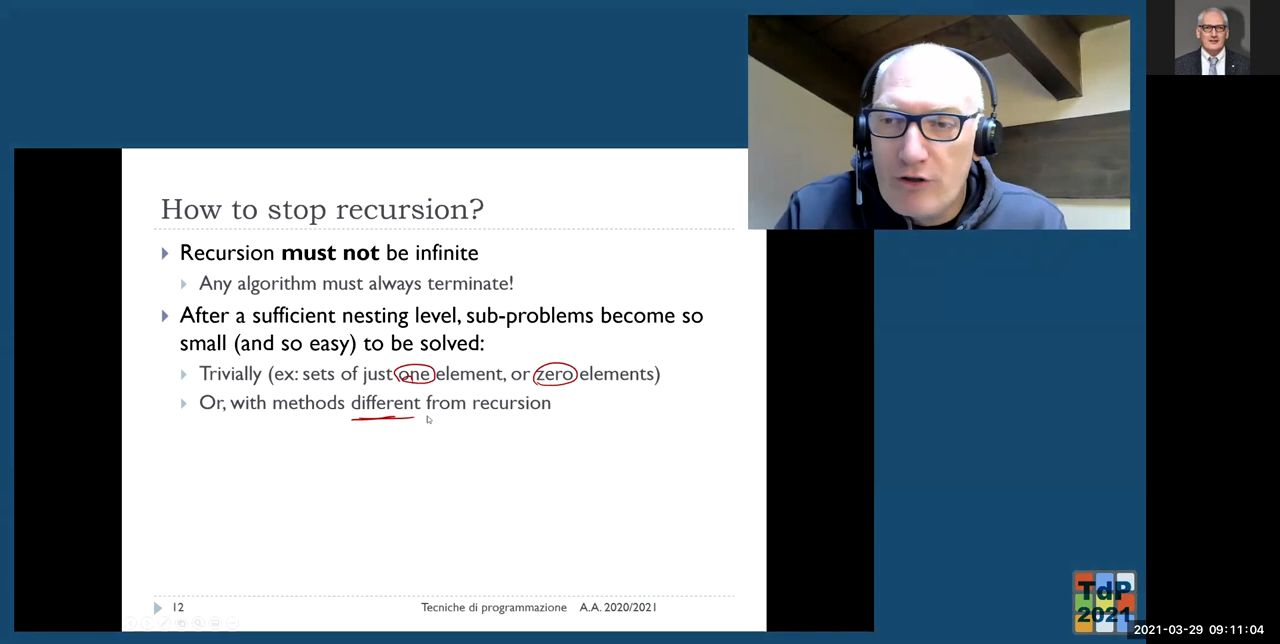 How to stop recursion?
Recursion must not be infinite
Any algorithm must always terminate!
After a sufficient nesting level, sub-problems become so
small (and so easy) to be solved:
Trivially (ex: sets of just one element, or zero elements)
Or, with methods different from recursion
12
Tecniche di programmazione A.A. 2020/2021
TdP
2021
2021-03-29 09:11:04